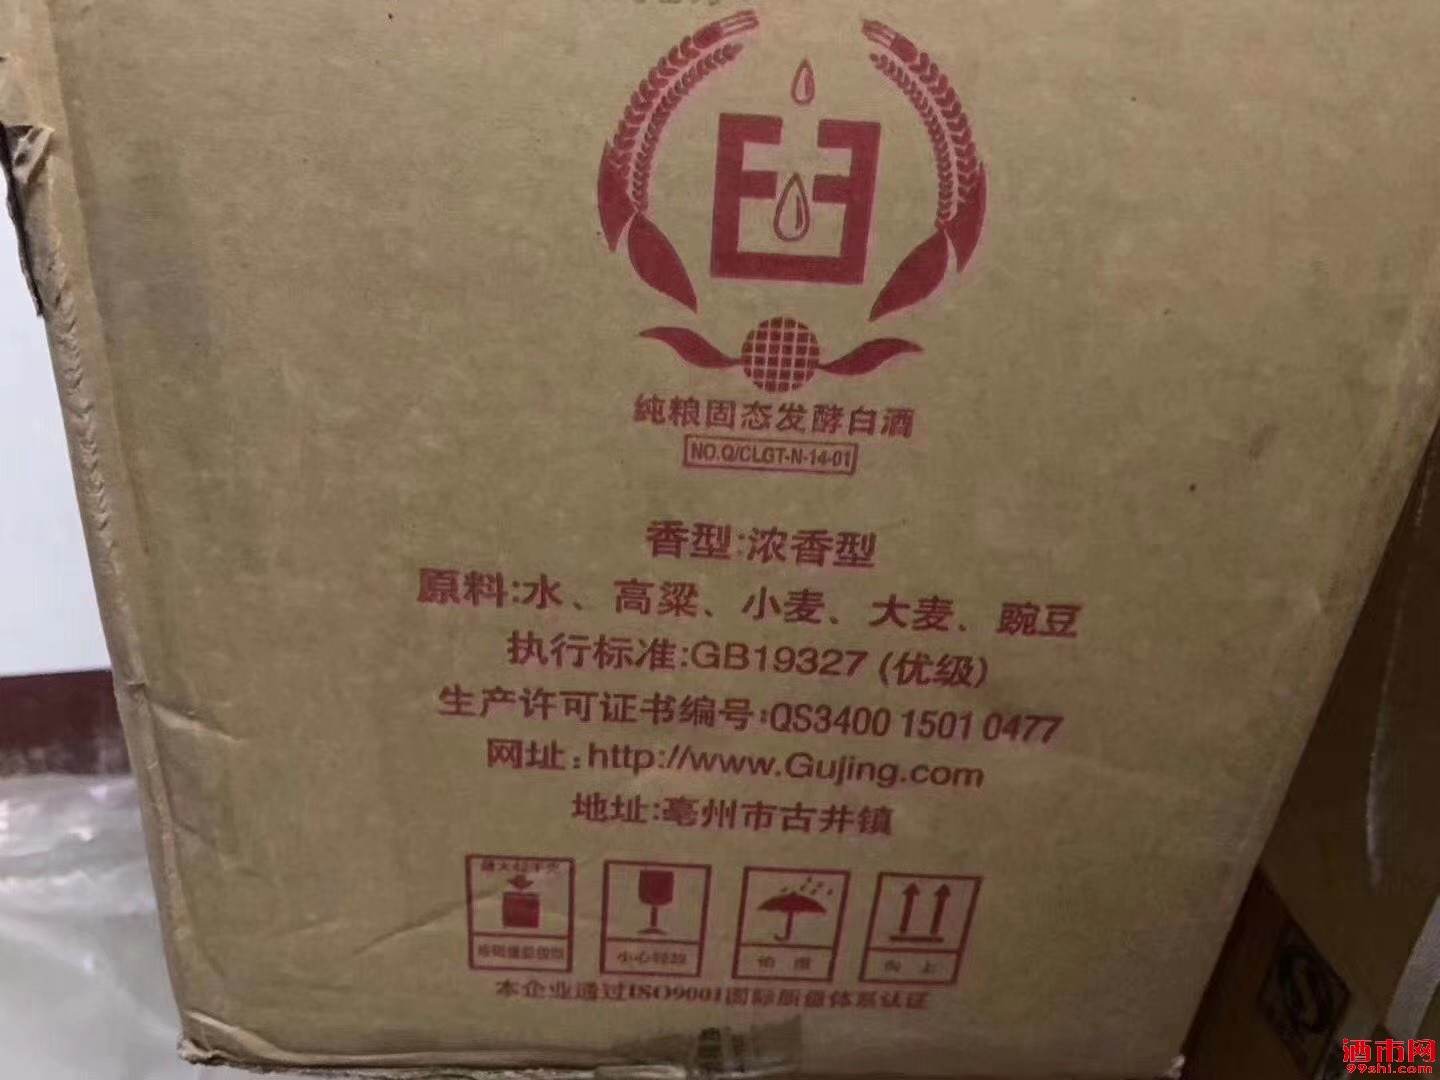 纯粮固态发酵白酒
NO.Q/CLGT-N-14-01
香型:浓香型
原料:水、高粱、小麦、大麦、豌豆
执行标准:GB19327 (优级)
生产许可证书编号:QS3400 1501 0477
网址:http://www.Gujing.com
地址:亳州市古井镇
小心轻放
怕 湿
向 上
本企业通过ISO9001国际质量体系认证
酒市网
99shi.com